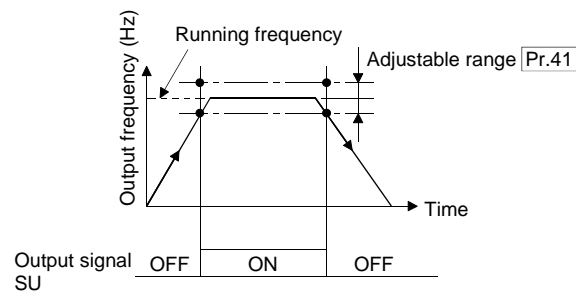 Output frequency (Hz)
Running frequency
Adjustable range Pr.41
Time
Output signal
SU
OFF
ON
OFF